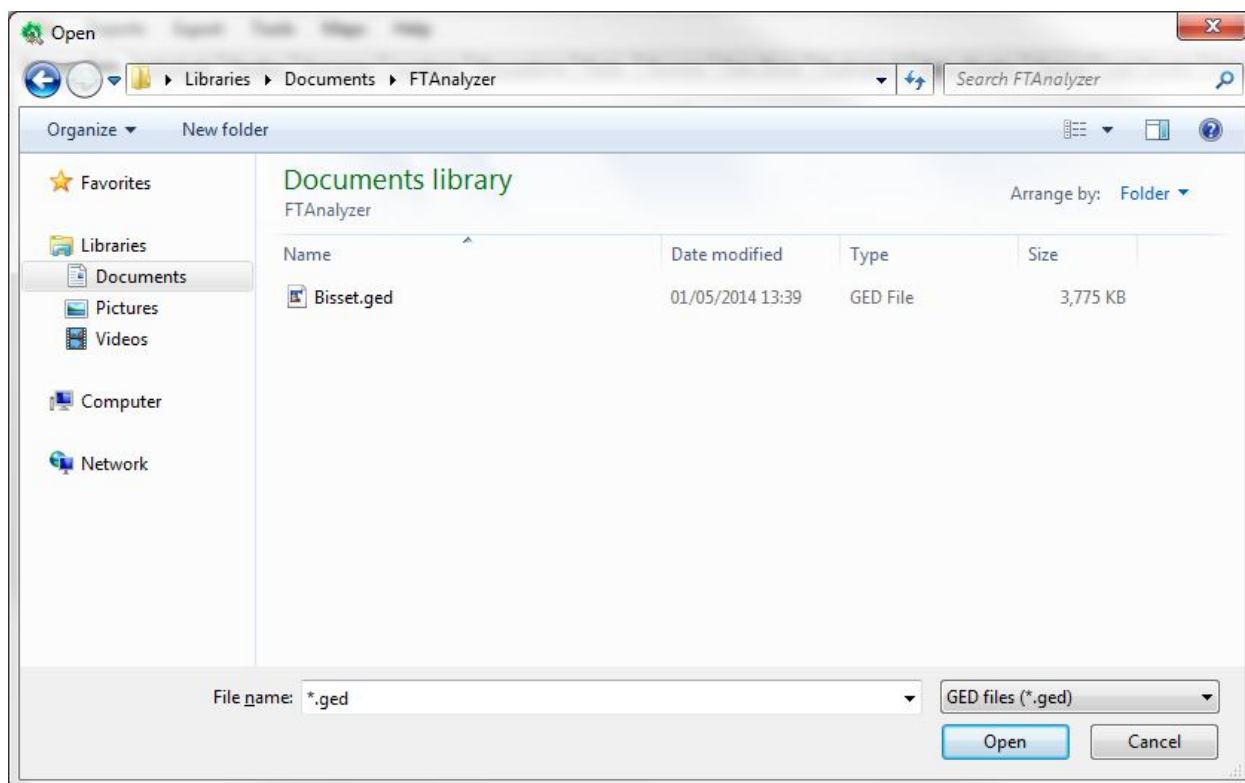 Open
Libraries Documents FTAnalyzer Search FTAnalyzer
Organize New folder
Favorites
Libraries
Documents
Pictures
Videos
Computer
Network
Documents library
FTAnalyzer
Arrange by: Folder
Name Date modified Type Size
Bisset.ged 01/05/2014 13:39 GED File 3,775 KB
File name: *.ged GED files (*.ged)
Open Cancel